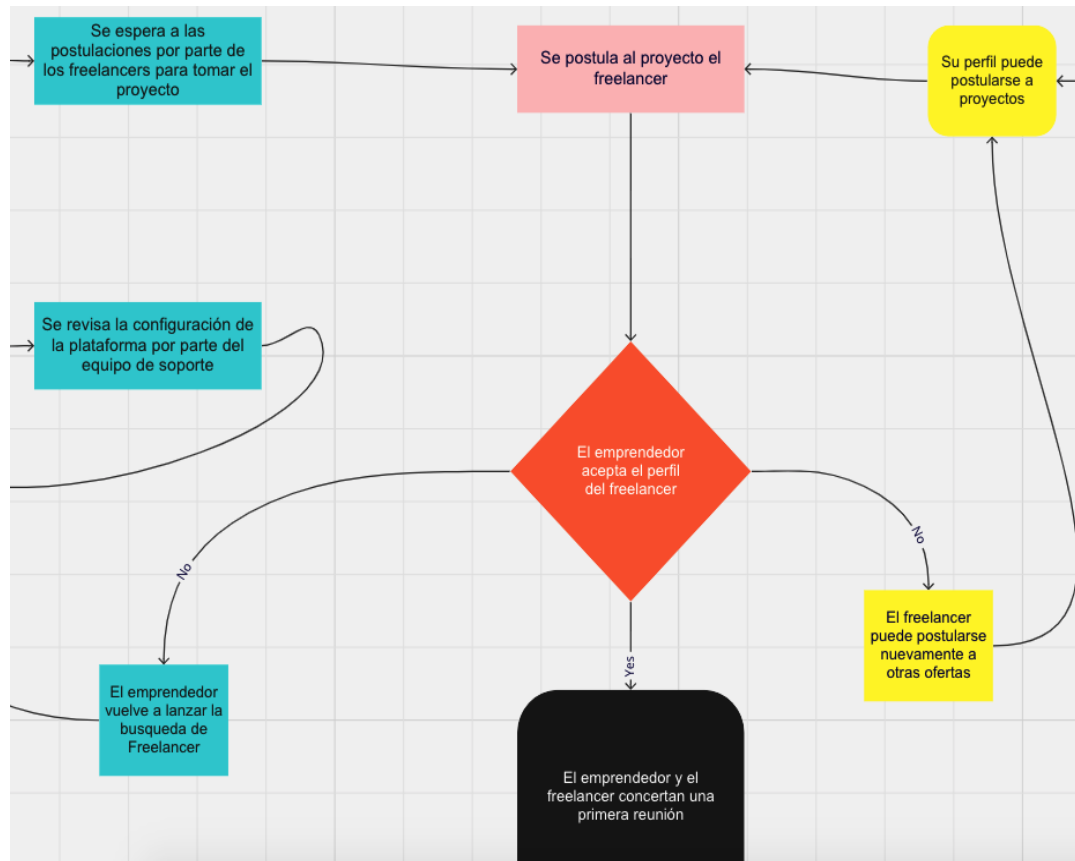 Se espera a las
postulaciones por parte de
los freelancers para tomar el
proyecto
Se postula al proyecto el
freelancer
Su perfil puede
postularse a
proyectos
Se revisa la configuración de
la plataforma por parte del
equipo de soporte
El emprendedor
acepta el perfil
del freelancer
No
No
El freelancer
puede postularse
nuevamente a
otras ofertas
Yes
El emprendedor
vuelve a lanzar la
busqueda de
Freelancer
El emprendedor y el
freelancer concertan una
primera reunión